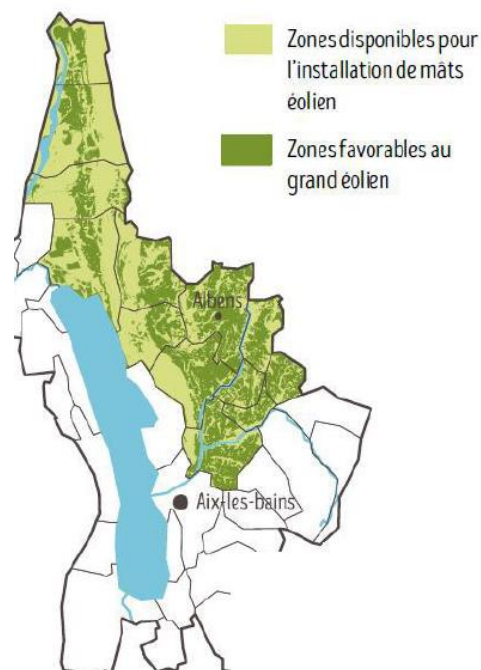 Zones disponibles pour
l'installation de mâts
éolien
Zones favorables au
grand éolien
Albens
Aix-les-bains